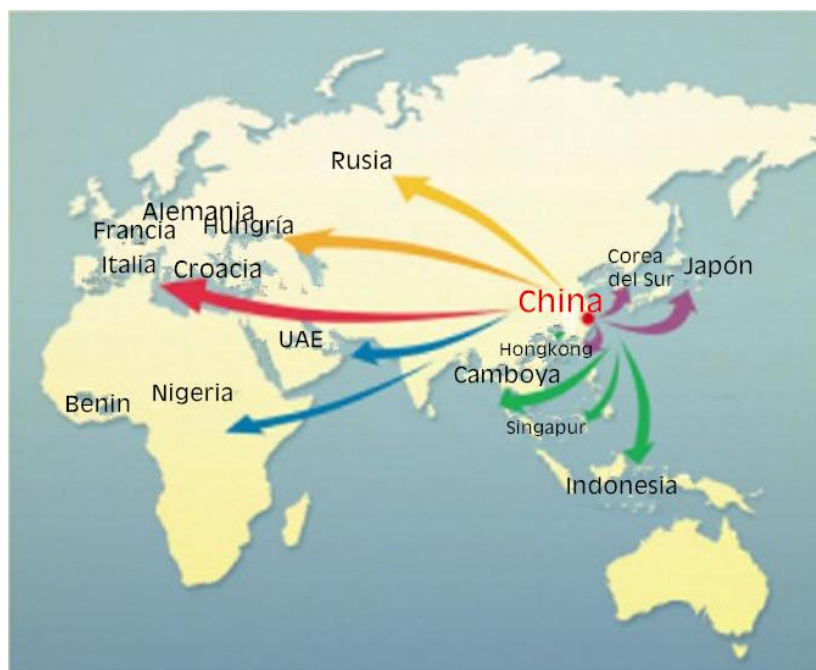 Rusia
Alemania
Francia
Hungría
Italia
Croacia
Corea
del Sur
Japón
China
UAE
Hongkong
Camboya
Nigeria
Benin
Singapur
Indonesia